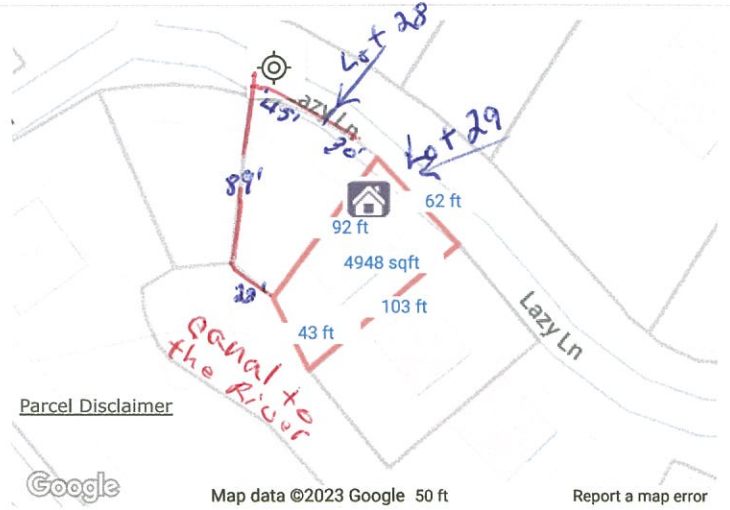 Lot 28
azy Ln
45'
30'
Lot 29
89'
62 ft
92 ft
4948 sqft
103 ft
43 ft
Lazy Ln
canal to
the River
Parcel Disclaimer
Google
Map data ©2023 Google 50 ft
Report a map error